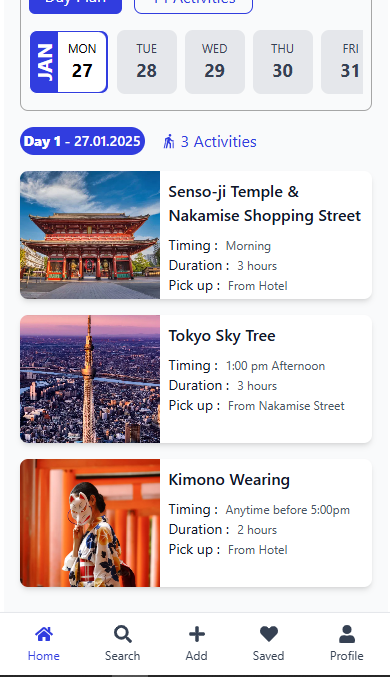 Day Plan
14 Activities
JAN
MON
27
TUE
28
WED
29
THU
30
FRI
31
Day 1 - 27.01.2025
3 Activities
Senso-ji Temple &
Nakamise Shopping Street
Timing : Morning
Duration : 3 hours
Pick up : From Hotel
Tokyo Sky Tree
Timing : 1:00 pm Afternoon
Duration : 3 hours
Pick up : From Nakamise Street
Kimono Wearing
Timing : Anytime before 5:00pm
Duration : 2 hours
Pick up : From Hotel
Home
Search
Add
Saved
Profile